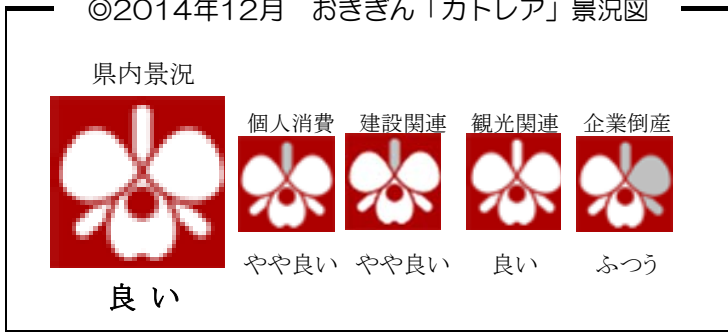 ◎2014年12月 おきぎん「カトレア」景況図
県内景況
個人消費 建設関連 観光関連 企業倒産
やや良い やや良い 良い ふつう
良 い